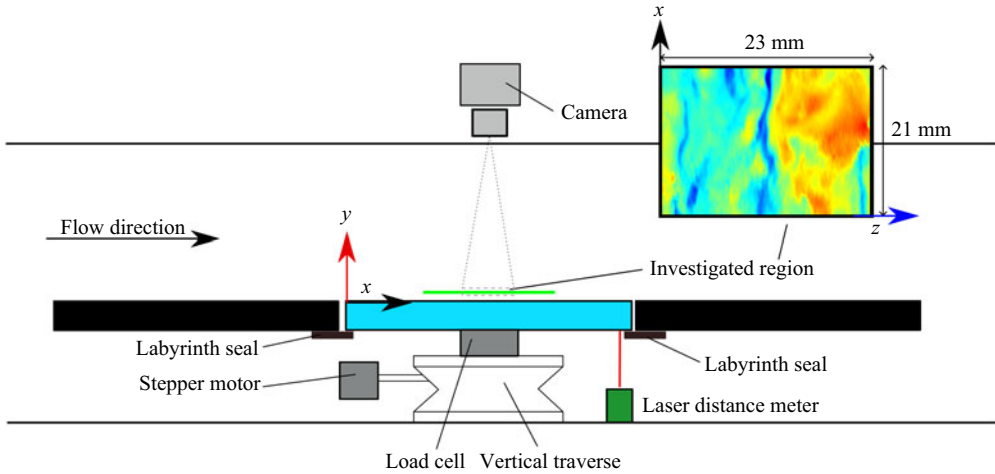 x
23 mm
Camera
21 mm
y
z
Flow direction
Investigated region
x
Labyrinth seal
Labyrinth seal
Stepper motor
Laser distance meter
Load cell
Vertical traverse